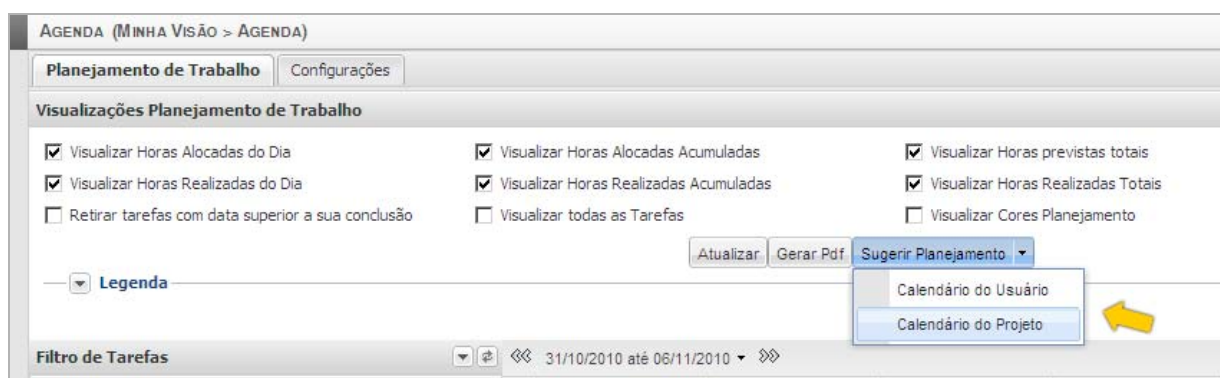 AGENDA (MINHA VISÃO > AGENDA)
Planejamento de Trabalho Configurações
Visualizações Planejamento de Trabalho
Visualizar Horas Alocadas do Dia Visualizar Horas Alocadas Acumuladas Visualizar Horas previstas totais
Visualizar Horas Realizadas do Dia Visualizar Horas Realizadas Acumuladas Visualizar Horas Realizadas Totais
Retirar tarefas com data superior a sua conclusão Visualizar todas as Tarefas Visualizar Cores Planejamento
Atualizar Gerar Pdf Sugerir Planejamento
Legenda
Calendário do Usuário
Calendário do Projeto
Filtro de Tarefas 31/10/2010 até 06/11/2010